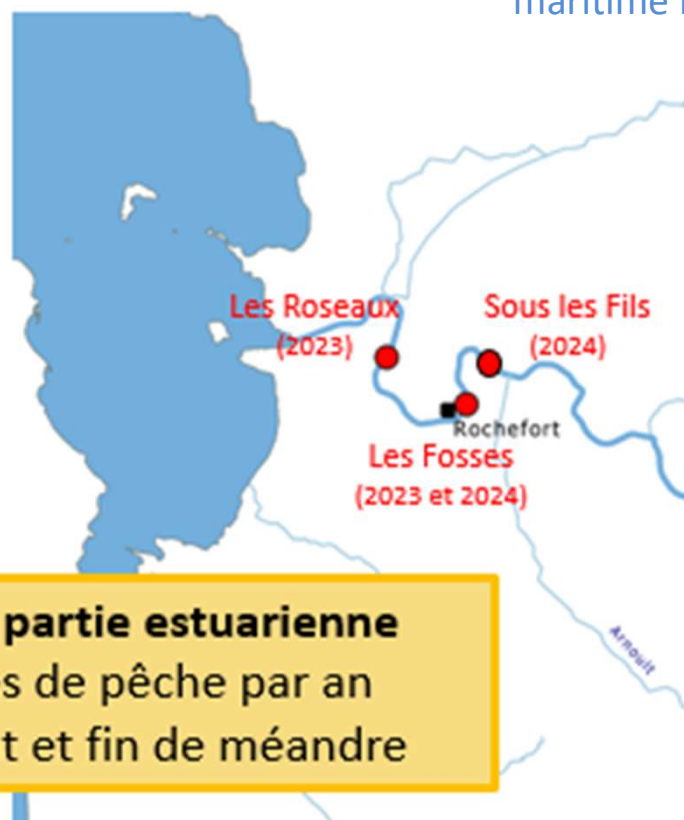 maritime
Les Roseaux
(2023)
Sous les Fils
(2024)
Rochefort
Les Fosses
(2023 et 2024)
Arnoult
partie estuarienne
s de pêche par an
t et fin de méandre